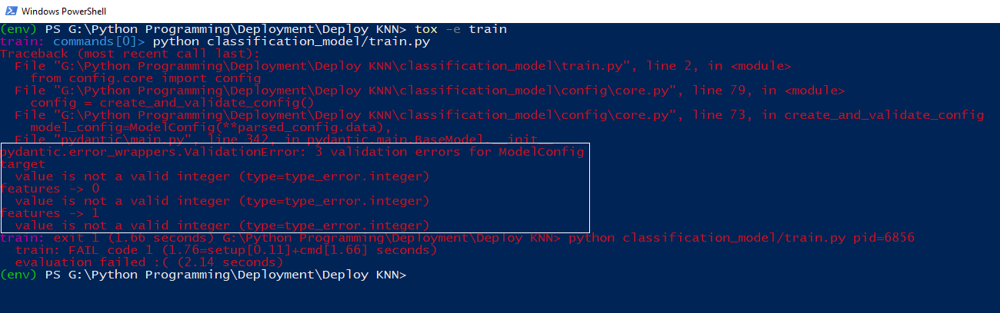 Windows PowerShell
(env) PS G:\Python Programming\Deployment\Deploy KNN> tox -e train
train: commands[0]> python classification_model/train.py
Traceback (most recent call last):
  File "G:\Python Programming\Deployment\Deploy KNN\classification_model\train.py", line 2, in <module>
    from config.core import config
  File "G:\Python Programming\Deployment\Deploy KNN\classification_model\config\core.py", line 79, in <module>
    config = create_and_validate_config()
  File "G:\Python Programming\Deployment\Deploy KNN\classification_model\config\core.py", line 73, in create_and_validate_config
    model_config=ModelConfig(**parsed_config.data),
  File "pydantic\main.py", line 342, in pydantic.main.BaseModel.__init__
pydantic.error_wrappers.ValidationError: 3 validation errors for ModelConfig
target
  value is not a valid integer (type=type_error.integer)
features -> 0
  value is not a valid integer (type=type_error.integer)
features -> 1
  value is not a valid integer (type=type_error.integer)
train: exit 1 (1.66 seconds) G:\Python Programming\Deployment\Deploy KNN> python classification_model/train.py pid=6856
  train: FAIL code 1 (1.76=setup[0.11]+cmd[1.66] seconds)
  evaluation failed :( (2.14 seconds)
(env) PS G:\Python Programming\Deployment\Deploy KNN>